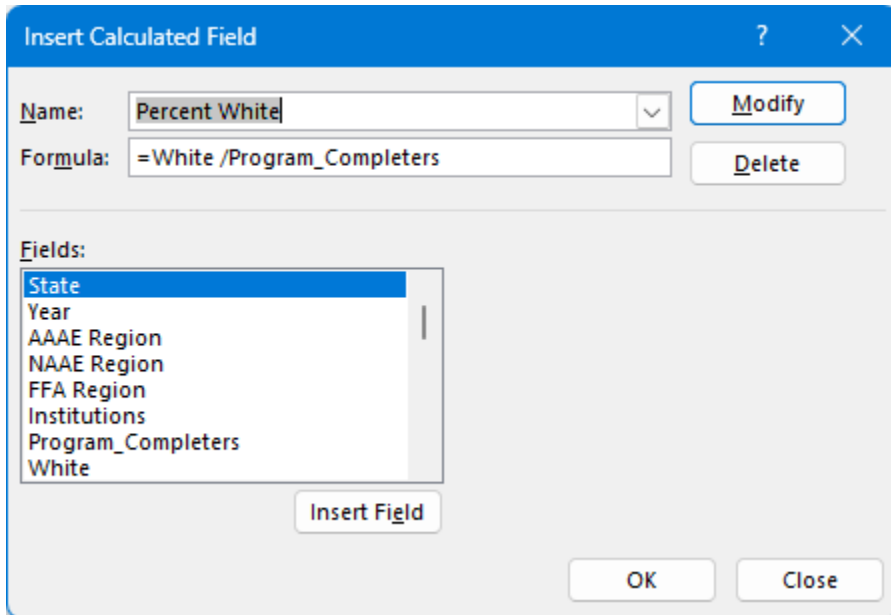 Insert Calculated Field ?
Name: Percent White Modify
Formula: =White /Program_Completers Delete
Fields:
State
Year
AAAE Region
NAAE Region
FFA Region
Institutions
Program_Completers
White
Insert Field
OK Close